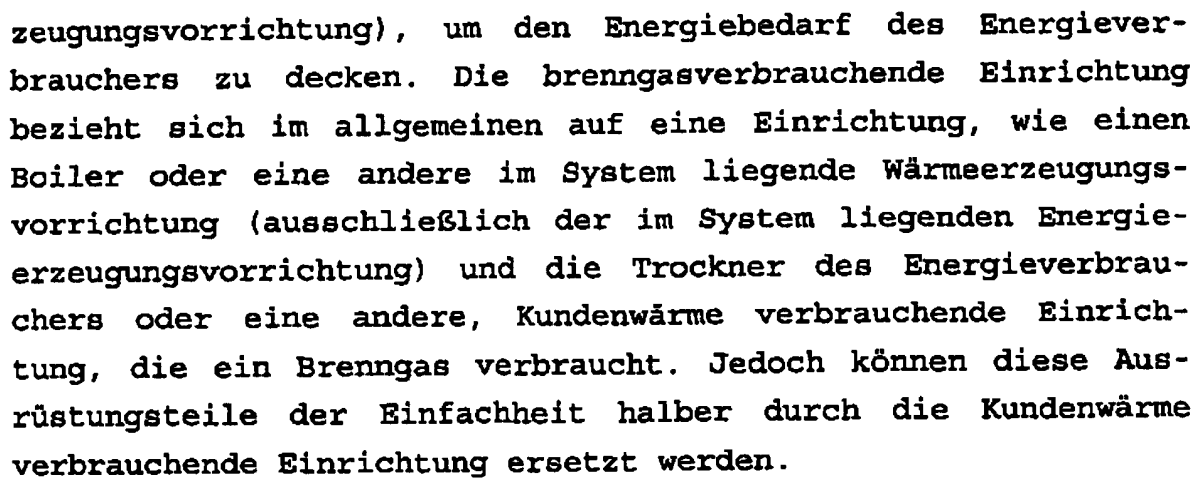 zeugungsvorrichtung), um den Energiebedarf des Energiever-
brauchers zu decken. Die brenngasverbrauchende Einrichtung
bezieht sich im allgemeinen auf eine Einrichtung, wie einen
Boiler oder eine andere im System liegende Wärmeerzeugungs-
vorrichtung (ausschließlich der im System liegenden Energie-
erzeugungsvorrichtung) und die Trockner des Energieverbrau-
chers oder eine andere, Kundenwärme verbrauchende Einrich-
tung, die ein Brenngas verbraucht. Jedoch können diese Aus-
rüstungsteile der Einfachheit halber durch die Kundenwärme
verbrauchende Einrichtung ersetzt werden.